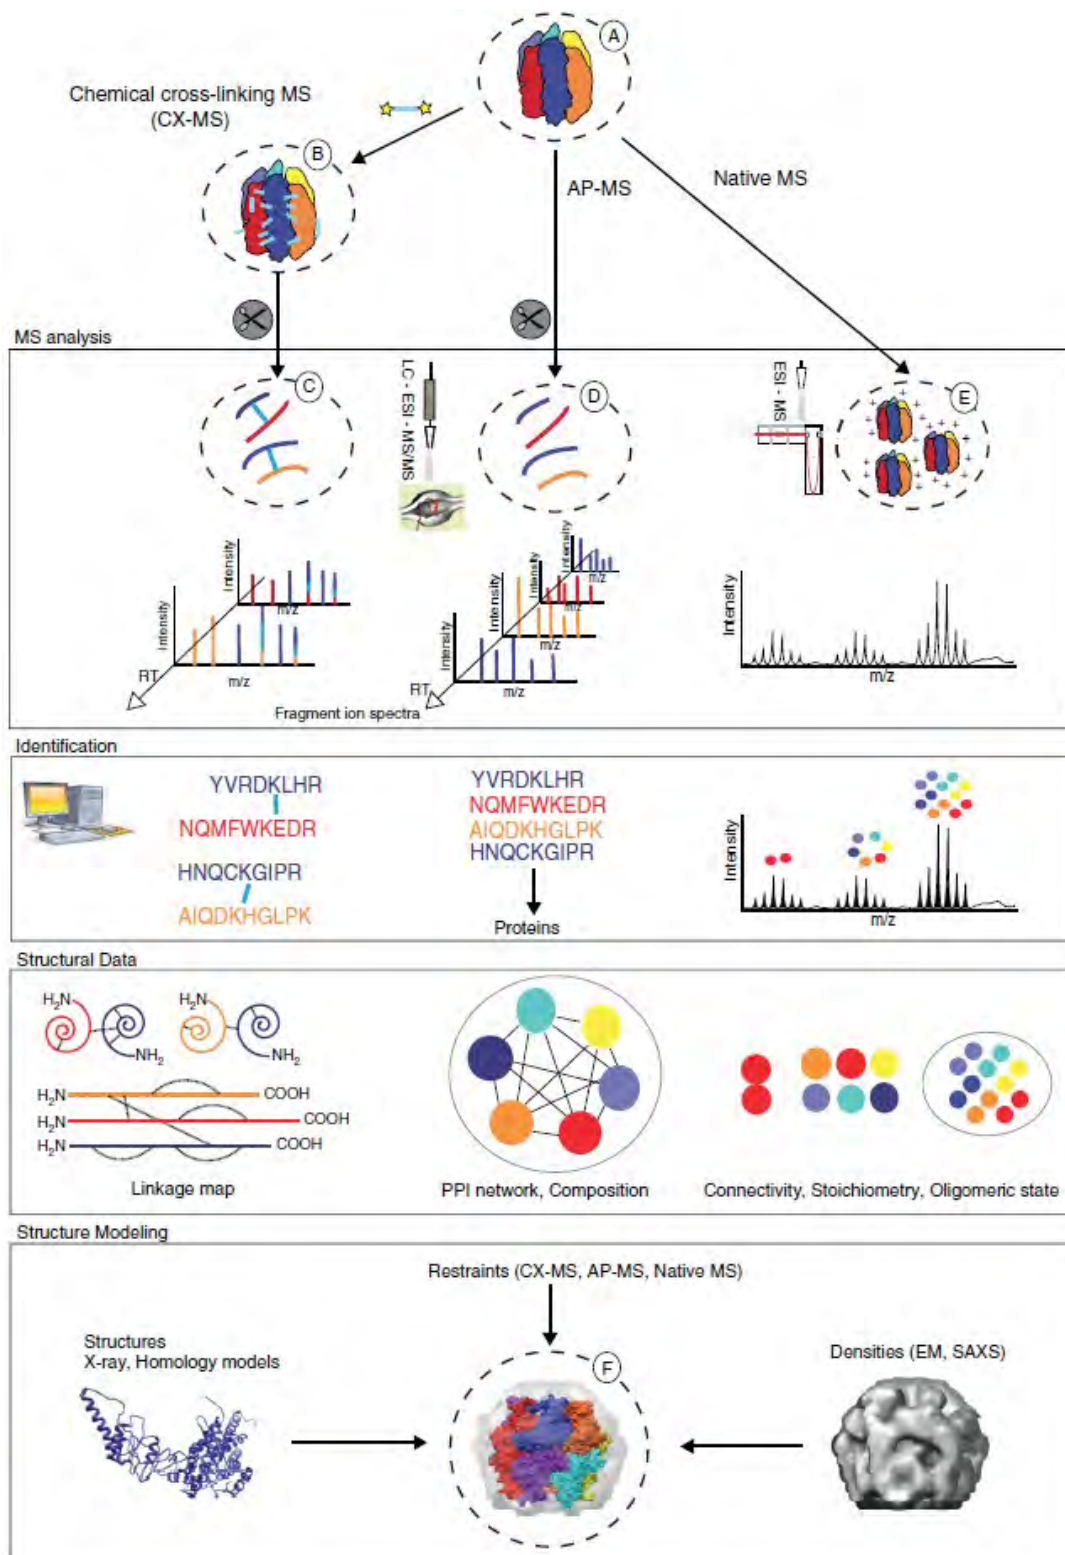 A
Chemical cross-linking MS
(CX-MS)
B
AP-MS
Native MS
MS analysis
C
LC - ESI - MS/MS
D
ESI - MS
E
Intensity
m/z
Intensity
m/z
RT
Intensity
m/z
Intensity
m/z
Intensity
m/z
Intensity
m/z
RT
Fragment ion spectra
Intensity
m/z
Identification
YVRDKLHR
NQMFWKEDR
HNQCKGIPR
AIQDKHGLPK
YVRDKLHR
NQMFWKEDR
AIQDKHGLPK
HNQCKGIPR
Proteins
Intensity
m/z
Structural Data
H2N
NH2
H2N
NH2
H2N COOH
H2N COOH
H2N COOH
Linkage map
PPI network, Composition
Connectivity, Stoichiometry, Oligomeric state
Structure Modeling
Restraints (CX-MS, AP-MS, Native MS)
Structures
X-ray, Homology models
F
Densities (EM, SAXS)